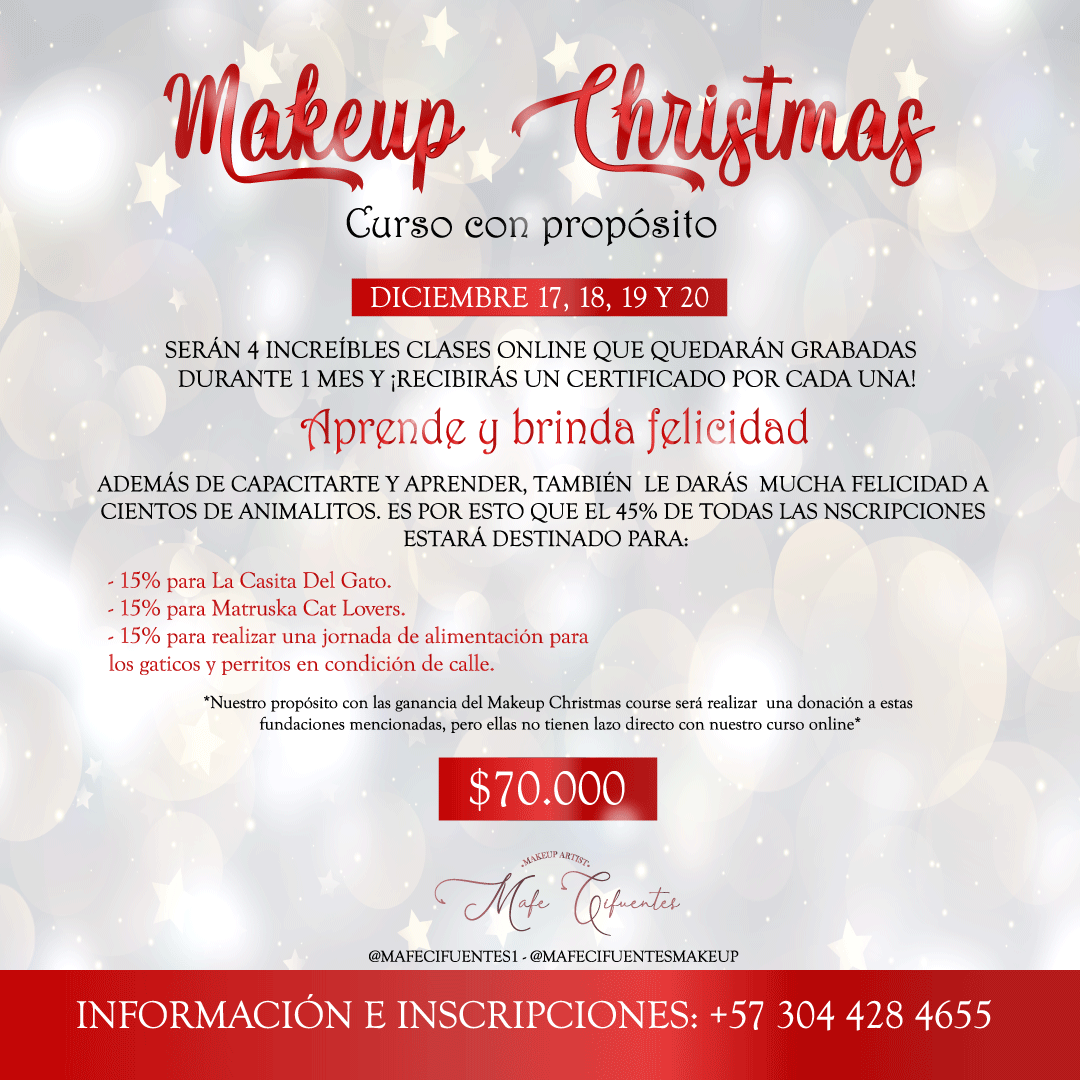 Makeup Christmas
Curso con propósito
DICIEMBRE 17, 18, 19 Y 20
SERÁN 4 INCREÍBLES CLASES ONLINE QUE QUEDARÁN GRABADAS
DURANTE 1 MES Y ¡RECIBIRÁS UN CERTIFICADO POR CADA UNA!
Aprende y brinda felicidad
ADEMÁS DE CAPACITARTE Y APRENDER, TAMBIÉN LE DARÁS MUCHA FELICIDAD A
CIENTOS DE ANIMALITOS. ES POR ESTO QUE EL 45% DE TODAS LAS NSCRIPCIONES
ESTARÁ DESTINADO PARA:
- 15% para La Casita Del Gato.
- 15% para Matruska Cat Lovers.
- 15% para realizar una jornada de alimentación para
los gaticos y perritos en condición de calle.
*Nuestro propósito con las ganancia del Makeup Christmas course será realizar una donación a estas
fundaciones mencionadas, pero ellas no tienen lazo directo con nuestro curso online*
$70.000
·MAKEUP ARTIST·
Mafe Cifuentes
@MAFECIFUENTES1 - @MAFECIFUENTESMAKEUP
INFORMACIÓN E INSCRIPCIONES: +57 304 428 4655